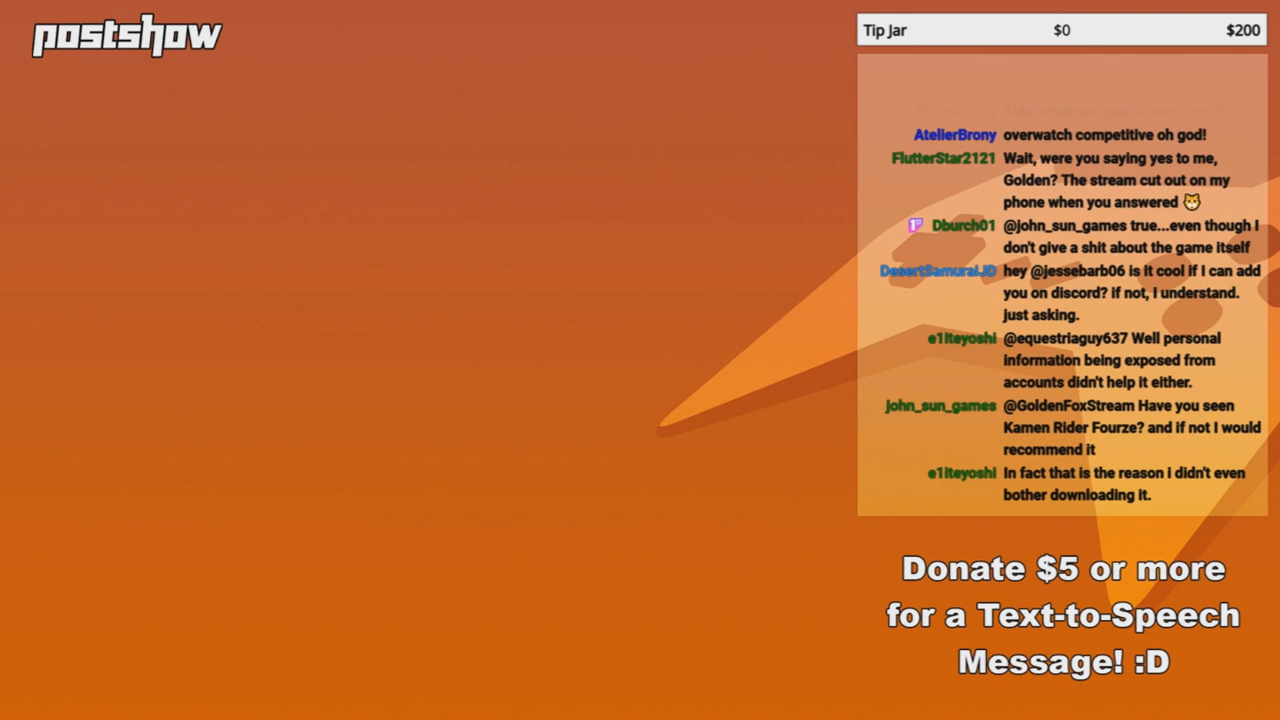 postshow
Tip Jar $0 $200
AtelierBrony overwatch competitive oh god!
FlutterStar2121 Wait, were you saying yes to me,
Golden? The stream cut out on my
phone when you answered
Dburch01 @john_sun_games true...even though I
don't give a shit about the game itself
DesertSamuraiJD hey @jessebarb06 is it cool if I can add
you on discord? if not, I understand.
just asking.
e1iteyoshi @equestriaguy637 Well personal
information being exposed from
accounts didn't help it either.
john_sun_games @GoldenFoxStream Have you seen
Kamen Rider Fourze? and if not I would
recommend it
e1iteyoshi In fact that is the reason i didn't even
bother downloading it.
Donate $5 or more
for a Text-to-Speech
Message! :D